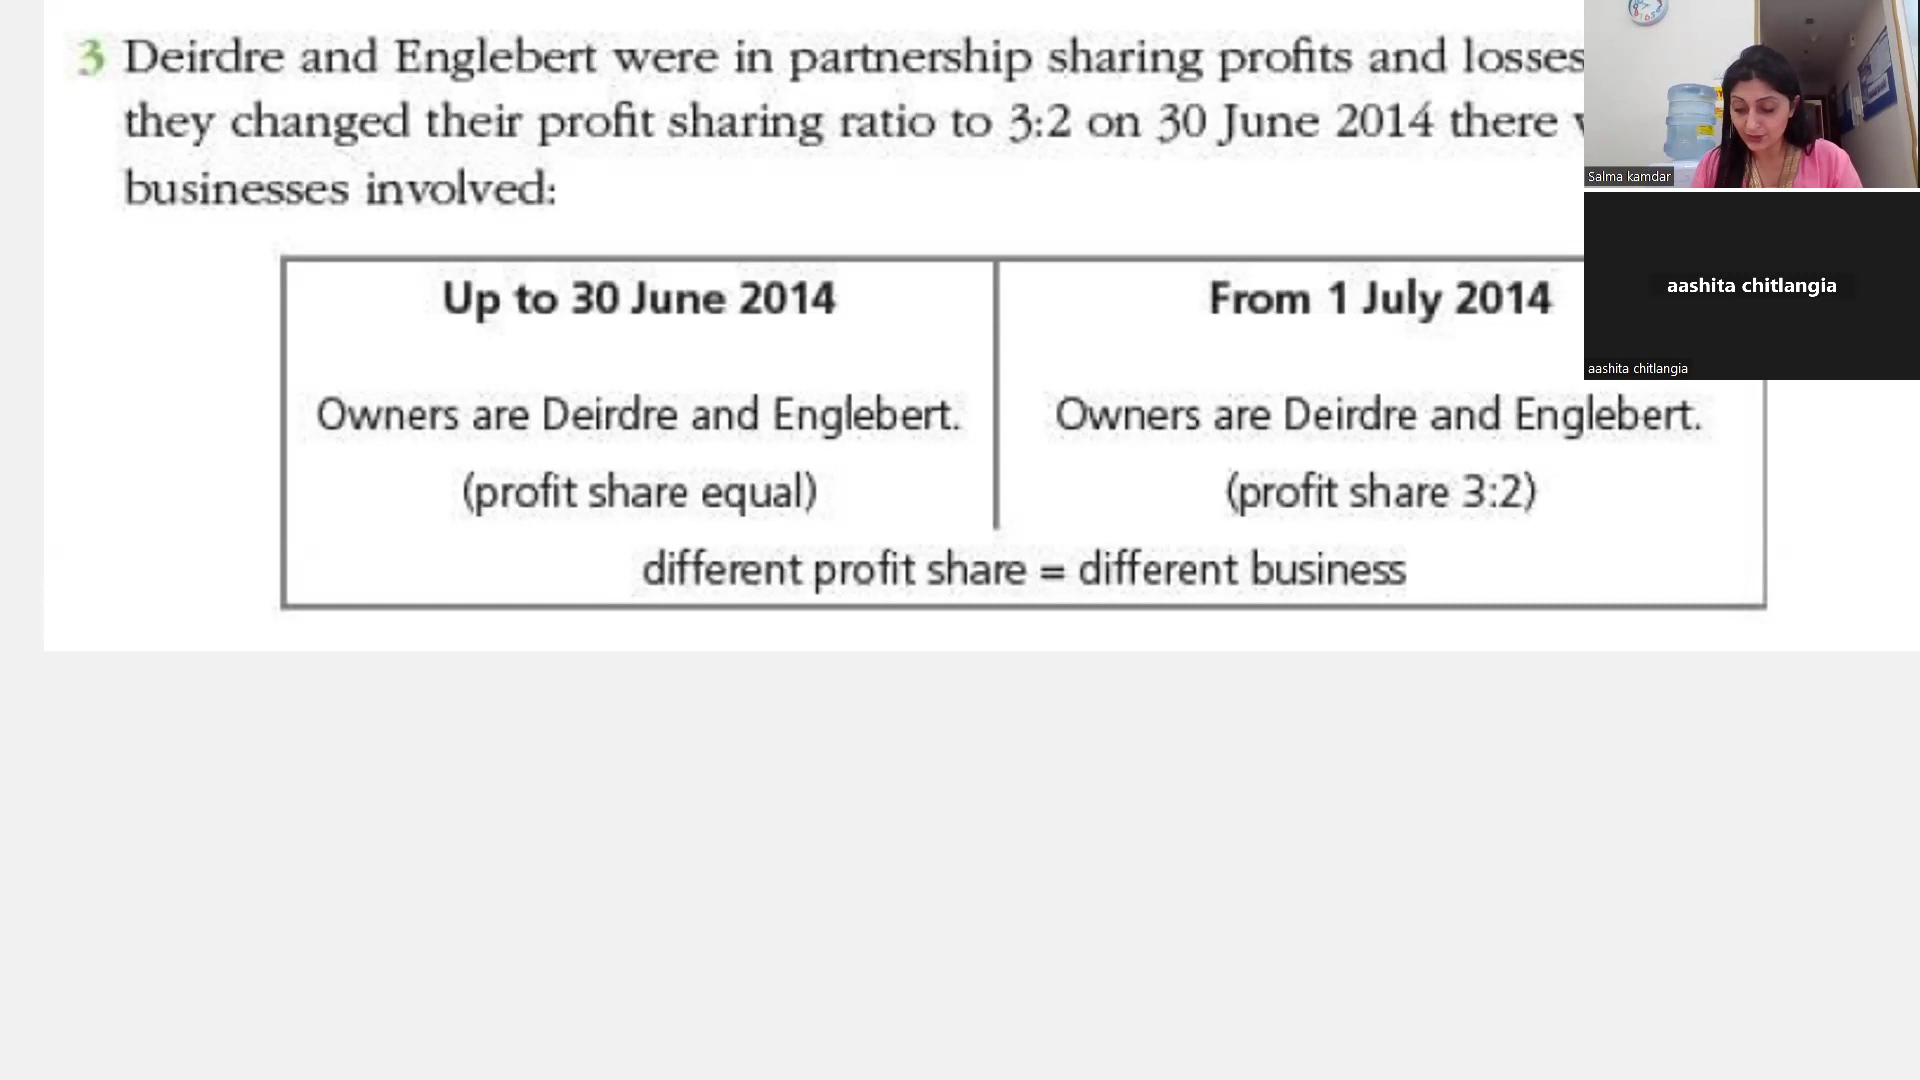 3 Deirdre and Englebert were in partnership sharing profits and losses
they changed their profit sharing ratio to 3:2 on 30 June 2014 there
businesses involved:
Up to 30 June 2014
From 1 July 2014
Owners are Deirdre and Englebert.
Owners are Deirdre and Englebert.
(profit share equal)
(profit share 3:2)
different profit share = different business
Salma kamdar
aashita chitlangia
aashita chitlangia